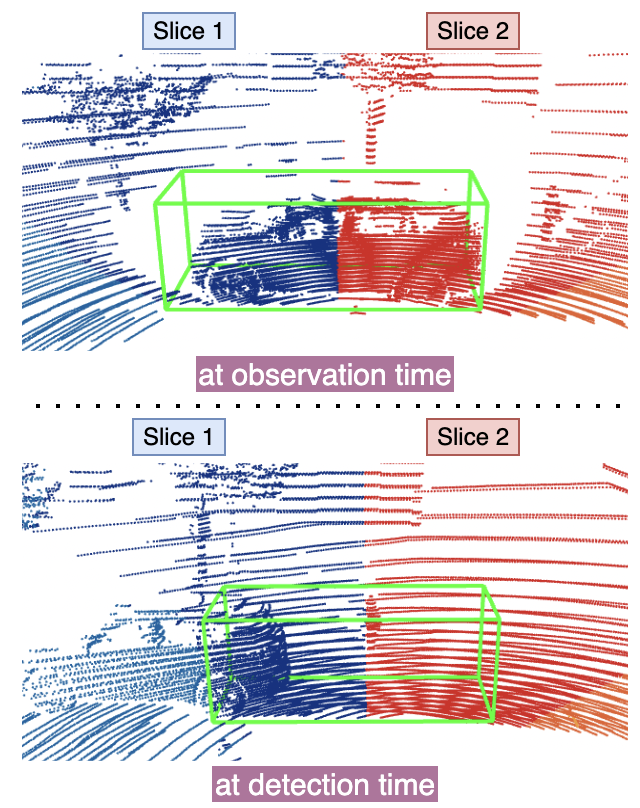 Slice 1
Slice 2
at observation time
Slice 1
Slice 2
at detection time